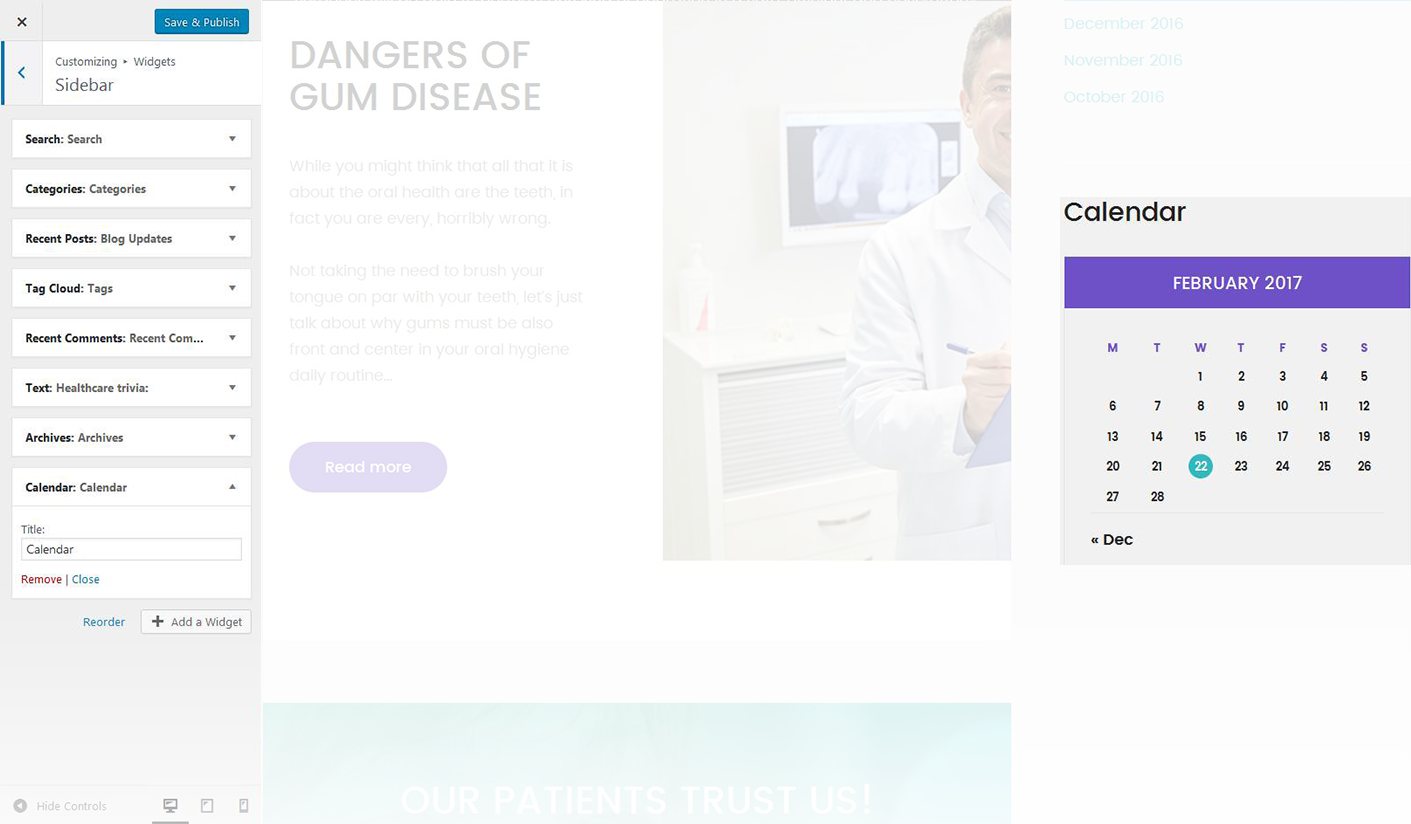 Save & Publish
Customizing ▸ Widgets
Sidebar
Search: Search
Categories: Categories
Recent Posts: Blog Updates
Tag Cloud: Tags
Recent Comments: Recent Com...
Text: Healthcare trivia:
Archives: Archives
Calendar: Calendar
Title:
Calendar
Remove | Close
Reorder
Add a Widget
Hide Controls
DANGERS OF
GUM DISEASE
While you might think that all that it is
about the oral health are the teeth, in
fact you are every, horribly wrong.
Not taking the need to brush your
tongue on par with your teeth, let's just
talk about why gums must be also
front and center in your oral hygiene
daily routine...
Read more
OUR PATIENTS TRUST US!
December 2016
November 2016
October 2016
Calendar
FEBRUARY 2017
M T W T F S S
1 2 3 4 5
6 7 8 9 10 11 12
13 14 15 16 17 18 19
20 21 22 23 24 25 26
27 28
« Dec